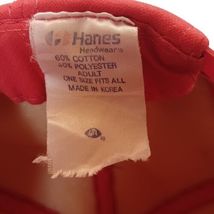 Hanes
Headwear
60% COTTON
40% POLYESTER
ADULT
ONE SIZE FITS ALL
MADE IN KOREA